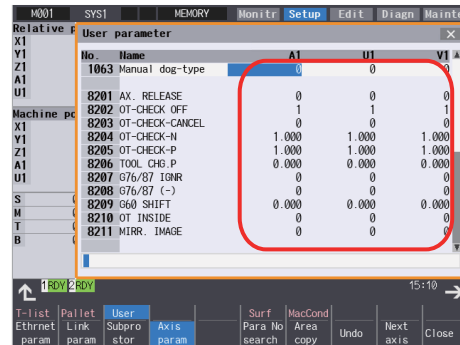 M001 SYS1 MEMORY Monitr Setup Edit Diagn Mainte
Relative p
X1
Y1
Z1
A1
U1
Machine po
X1
Y1
Z1
A1
U1
S
M
T
B
User parameter
No. Name A1 U1 V1
1063 Manual dog-type 0 0 0
8201 AX. RELEASE 0 0 0
8202 OT-CHECK OFF 1 1 1
8203 OT-CHECK-CANCEL 0 0 0
8204 OT-CHECK-N 1.000 1.000 1.000
8205 OT-CHECK-P 1.000 1.000 1.000
8206 TOOL CHG.P 0.000 0.000 0.000
8207 G76/87 IGNR 0 0 0
8208 G76/87 (-) 0 0 0
8209 G60 SHIFT 0.000 0.000 0.000
8210 OT INSIDE 0 0 0
8211 MIRR. IMAGE 0 0 0
1RDY 2RDY 15:10
T-list Pallet User Surf MacCond
Ethrnet param Link param Subpro stor Axis param Para No search Area copy Undo Next axis Close